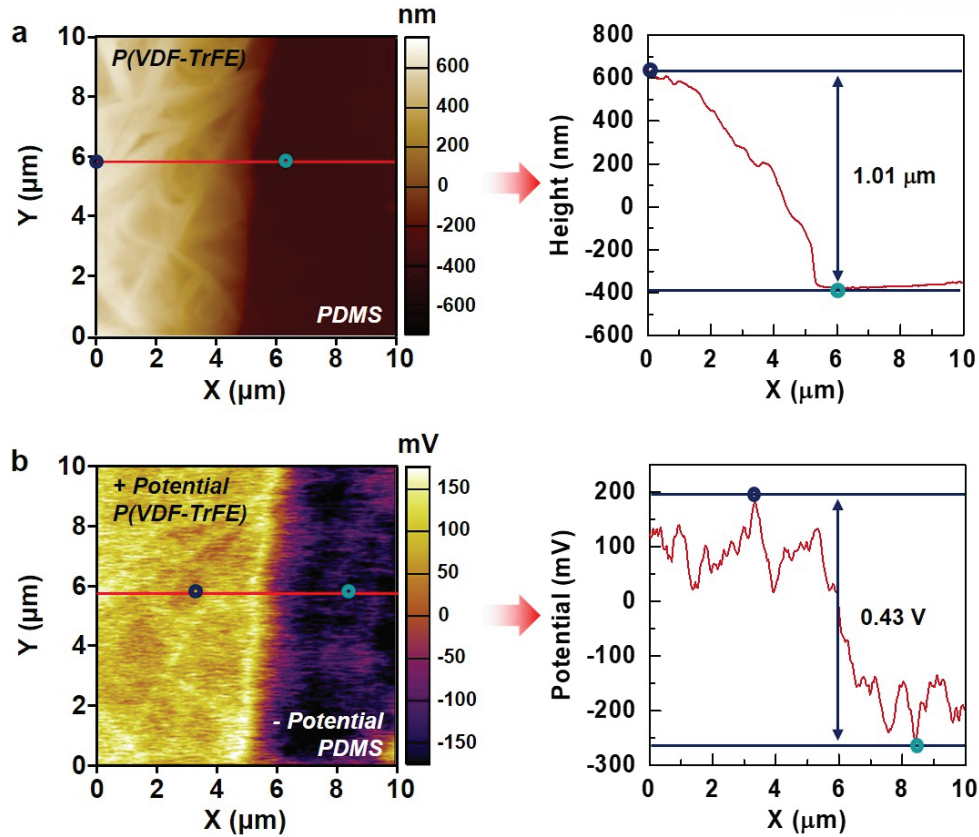 a
nm
P(VDF-TrFE)
PDMS
10
8
6
4
2
0
Y (µm)
0 2 4 6 8 10
X (µm)
600
400
200
0
-200
-400
-600
800
600
400
200
0
-200
-400
-600
Height (nm)
1.01 µm
0 2 4 6 8 10
X (µm)
b
mV
+ Potential
P(VDF-TrFE)
- Potential
PDMS
10
8
6
4
2
0
Y (µm)
0 2 4 6 8 10
X (µm)
150
100
50
0
-50
-100
-150
200
100
0
-100
-200
-300
Potential (mV)
0.43 V
0 2 4 6 8 10
X (µm)